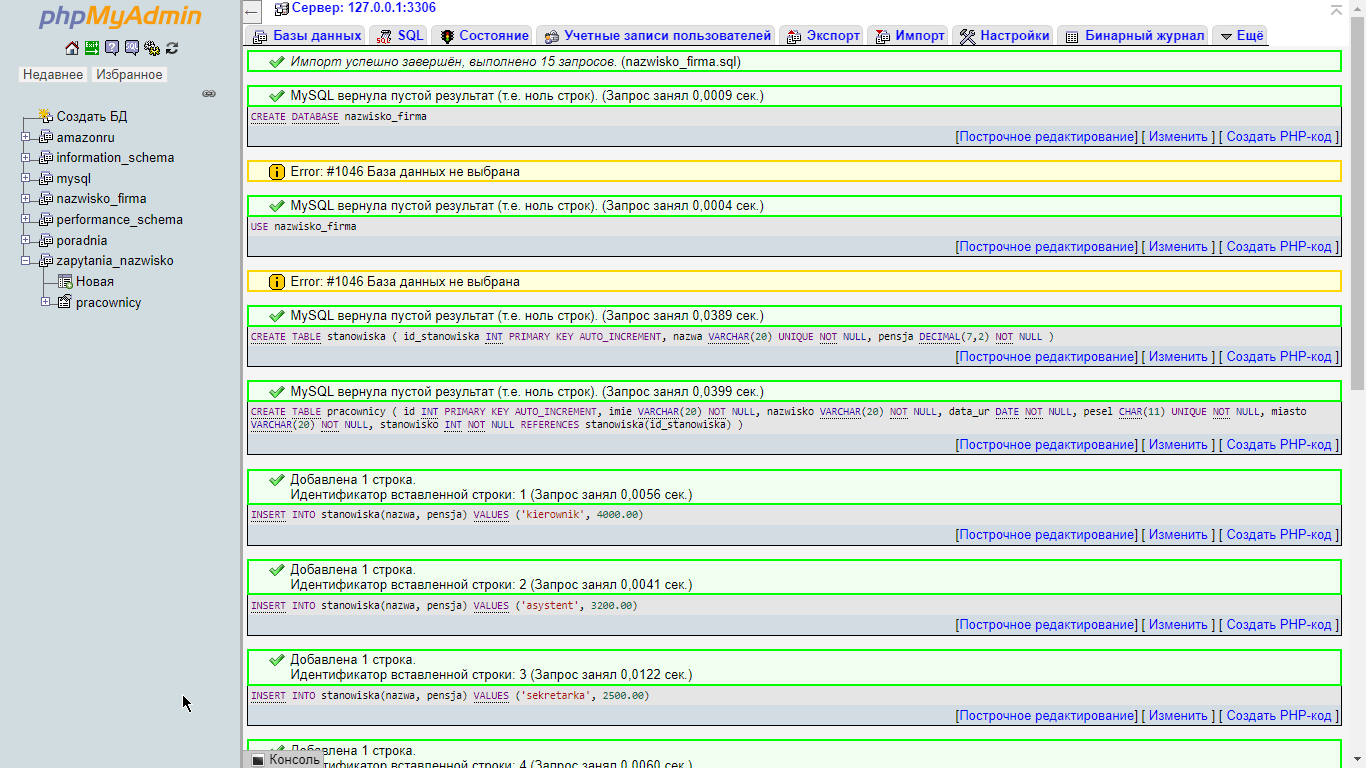 phpMyAdmin
Недавнее Избранное
Создать БД
amazonru
information_schema
mysql
nazwisko_firma
performance_schema
poradnia
zapytania_nazwisko
Новая
pracownicy
Сервер: 127.0.0.1:3306
Базы данных SQL Состояние Учетные записи пользователей Экспорт Импорт Настройки Бинарный журнал Ещё
Импорт успешно завершён, выполнено 15 запросов. (nazwisko_firma.sql)
MySQL вернула пустой результат (т.е. ноль строк). (Запрос занял 0,0009 сек.)
CREATE DATABASE nazwisko_firma
[Построчное редактирование] [ Изменить ] [ Создать PHP-код ]
Error: #1046 База данных не выбрана
MySQL вернула пустой результат (т.е. ноль строк). (Запрос занял 0,0004 сек.)
USE nazwisko_firma
[Построчное редактирование] [ Изменить ] [ Создать PHP-код ]
Error: #1046 База данных не выбрана
MySQL вернула пустой результат (т.е. ноль строк). (Запрос занял 0,0389 сек.)
CREATE TABLE stanowiska ( id_stanowiska INT PRIMARY KEY AUTO_INCREMENT, nazwa VARCHAR(20) UNIQUE NOT NULL, pensja DECIMAL(7,2) NOT NULL )
[Построчное редактирование] [ Изменить ] [ Создать PHP-код ]
MySQL вернула пустой результат (т.е. ноль строк). (Запрос занял 0,0399 сек.)
CREATE TABLE pracownicy ( id INT PRIMARY KEY AUTO_INCREMENT, imie VARCHAR(20) NOT NULL, nazwisko VARCHAR(20) NOT NULL, data_ur DATE NOT NULL, pesel CHAR(11) UNIQUE NOT NULL, miasto
VARCHAR(20) NOT NULL, stanowisko INT NOT NULL REFERENCES stanowiska(id_stanowiska) )
[Построчное редактирование] [ Изменить ] [ Создать PHP-код ]
Добавлена 1 строка.
Идентификатор вставленной строки: 1 (Запрос занял 0,0056 сек.)
INSERT INTO stanowiska(nazwa, pensja) VALUES ('kierownik', 4000.00)
[Построчное редактирование] [ Изменить ] [ Создать PHP-код ]
Добавлена 1 строка.
Идентификатор вставленной строки: 2 (Запрос занял 0,0041 сек.)
INSERT INTO stanowiska(nazwa, pensja) VALUES ('asystent', 3200.00)
[Построчное редактирование] [ Изменить ] [ Создать PHP-код ]
Добавлена 1 строка.
Идентификатор вставленной строки: 3 (Запрос занял 0,0122 сек.)
INSERT INTO stanowiska(nazwa, pensja) VALUES ('sekretarka', 2500.00)
[Построчное редактирование] [ Изменить ] [ Создать PHP-код ]
Добавлена 1 строка.
вставленной строки: 4 (Запрос занял 0,0060 сек.)
Консоль